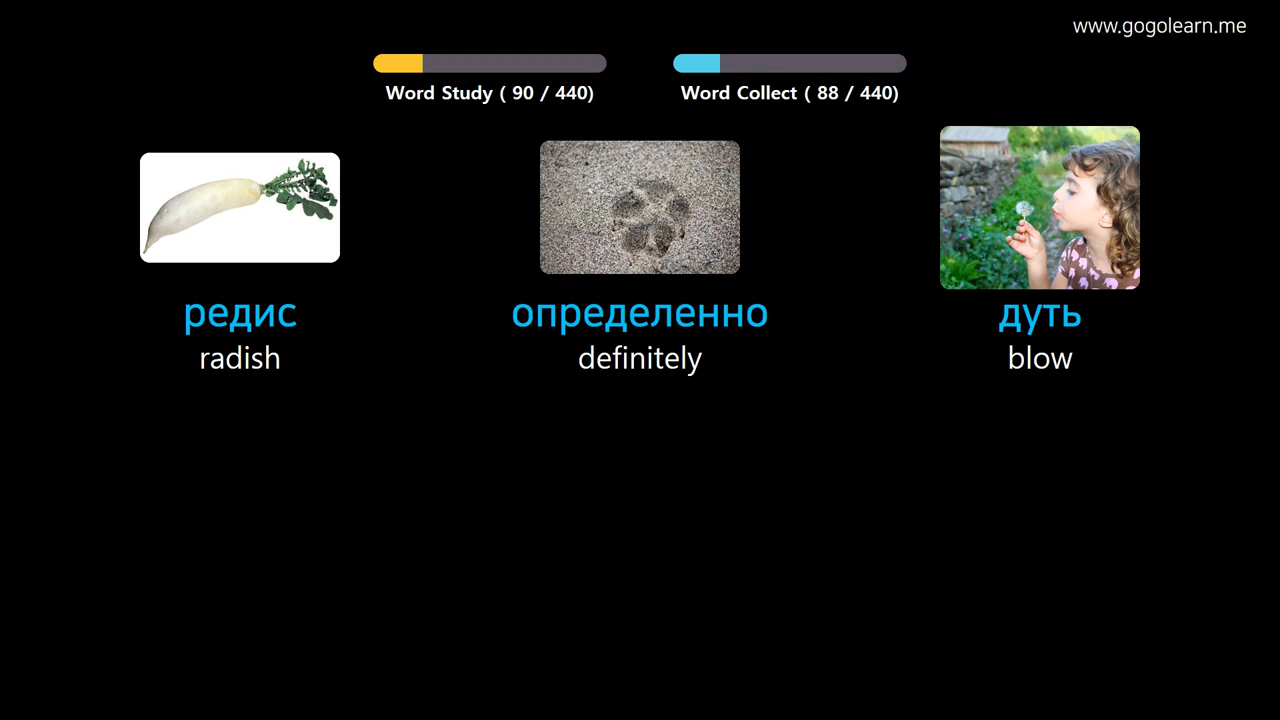 www.gogolearn.me
Word Study ( 90 / 440)
Word Collect ( 88 / 440)
редис
radish
определенно
definitely
дуть
blow